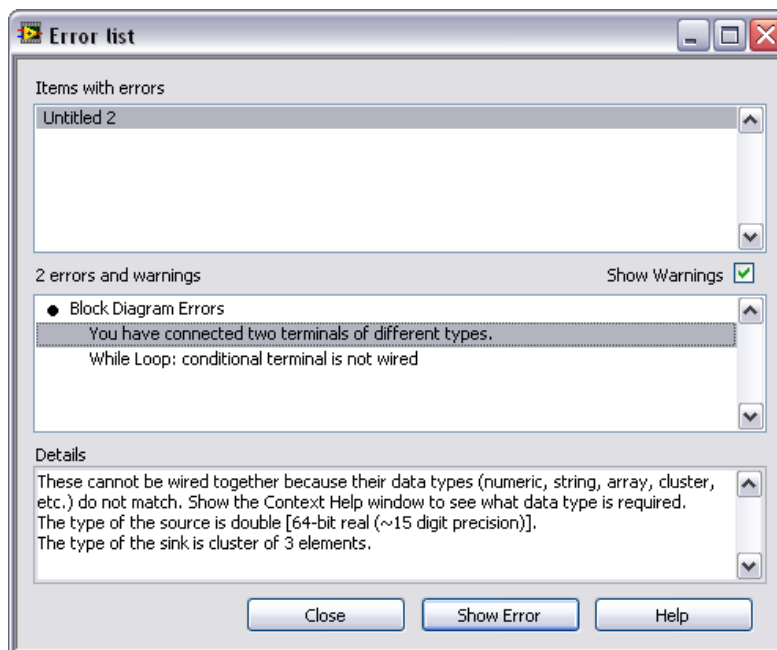 Error list
Items with errors
Untitled 2
2 errors and warnings Show Warnings
Block Diagram Errors
You have connected two terminals of different types.
While Loop: conditional terminal is not wired
Details
These cannot be wired together because their data types (numeric, string, array, cluster,
etc.) do not match. Show the Context Help window to see what data type is required.
The type of the source is double [64-bit real (~15 digit precision)].
The type of the sink is cluster of 3 elements.
Close Show Error Help